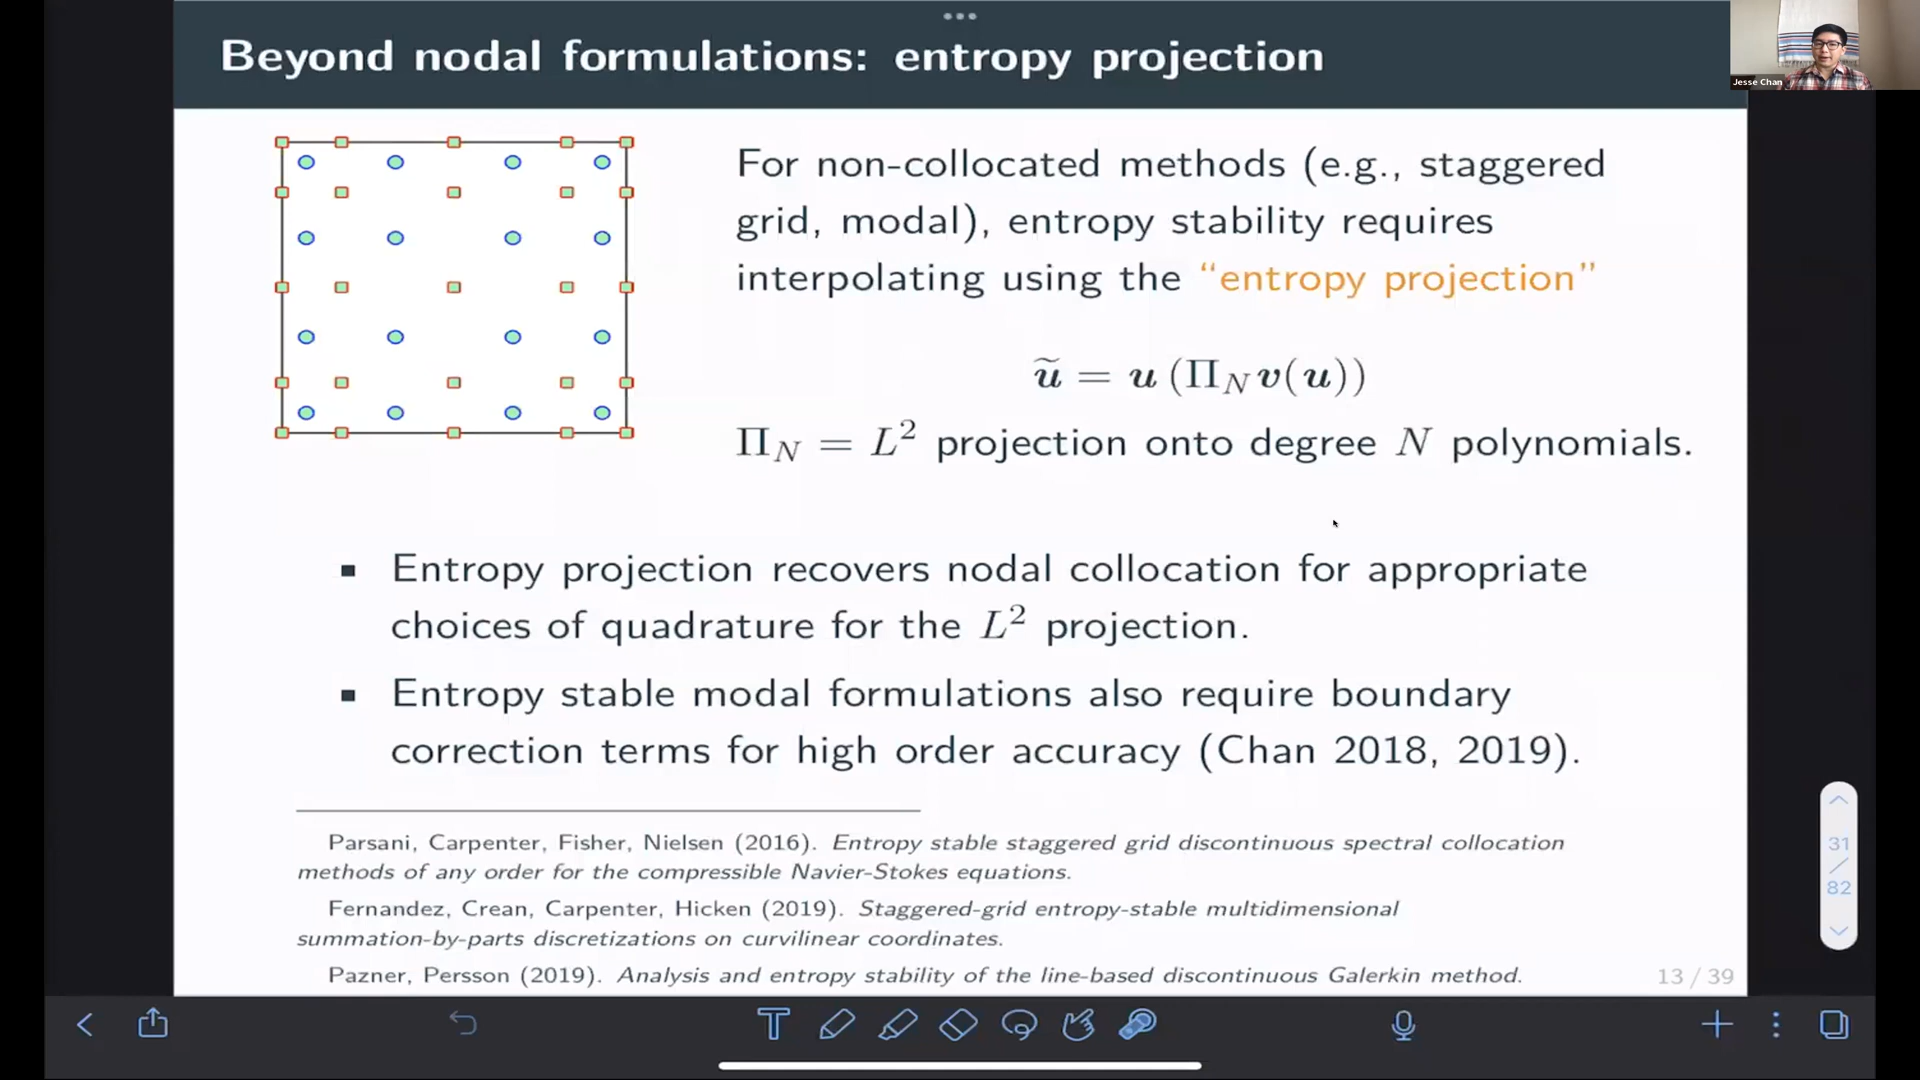 Beyond nodal formulations: entropy projection
Jesse Chan
For non-collocated methods (e.g., staggered
grid, modal), entropy stability requires
interpolating using the “entropy projection”
ũ = u (Π_N v(u))
Π_N = L² projection onto degree N polynomials.
▪ Entropy projection recovers nodal collocation for appropriate
choices of quadrature for the L² projection.
▪ Entropy stable modal formulations also require boundary
correction terms for high order accuracy (Chan 2018, 2019).
Parsani, Carpenter, Fisher, Nielsen (2016). Entropy stable staggered grid discontinuous spectral collocation
methods of any order for the compressible Navier-Stokes equations.
Fernandez, Crean, Carpenter, Hicken (2019). Staggered-grid entropy-stable multidimensional
summation-by-parts discretizations on curvilinear coordinates.
Pazner, Persson (2019). Analysis and entropy stability of the line-based discontinuous Galerkin method.
13 / 39
31
/
82